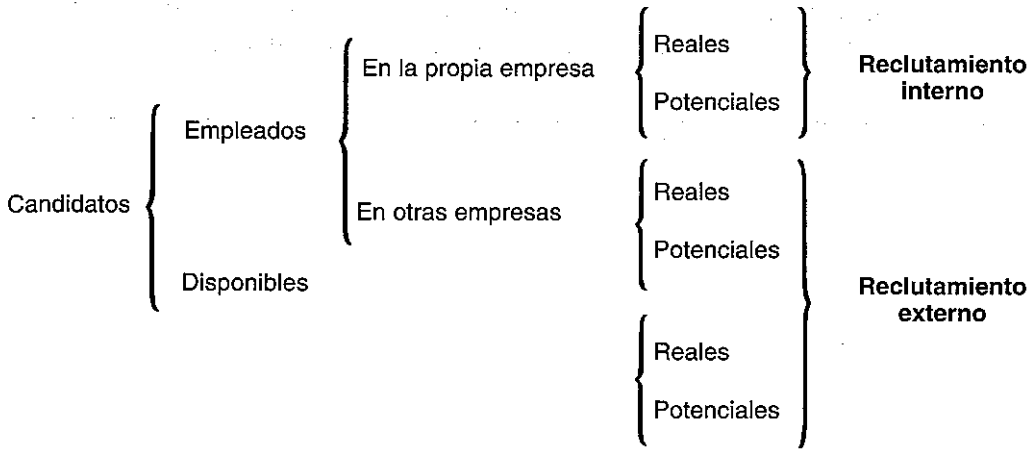 Candidatos
Empleados
Disponibles
En la propia empresa
En otras empresas
Reales
Potenciales
Reales
Potenciales
Reales
Potenciales
Reclutamiento
interno
Reclutamiento
externo